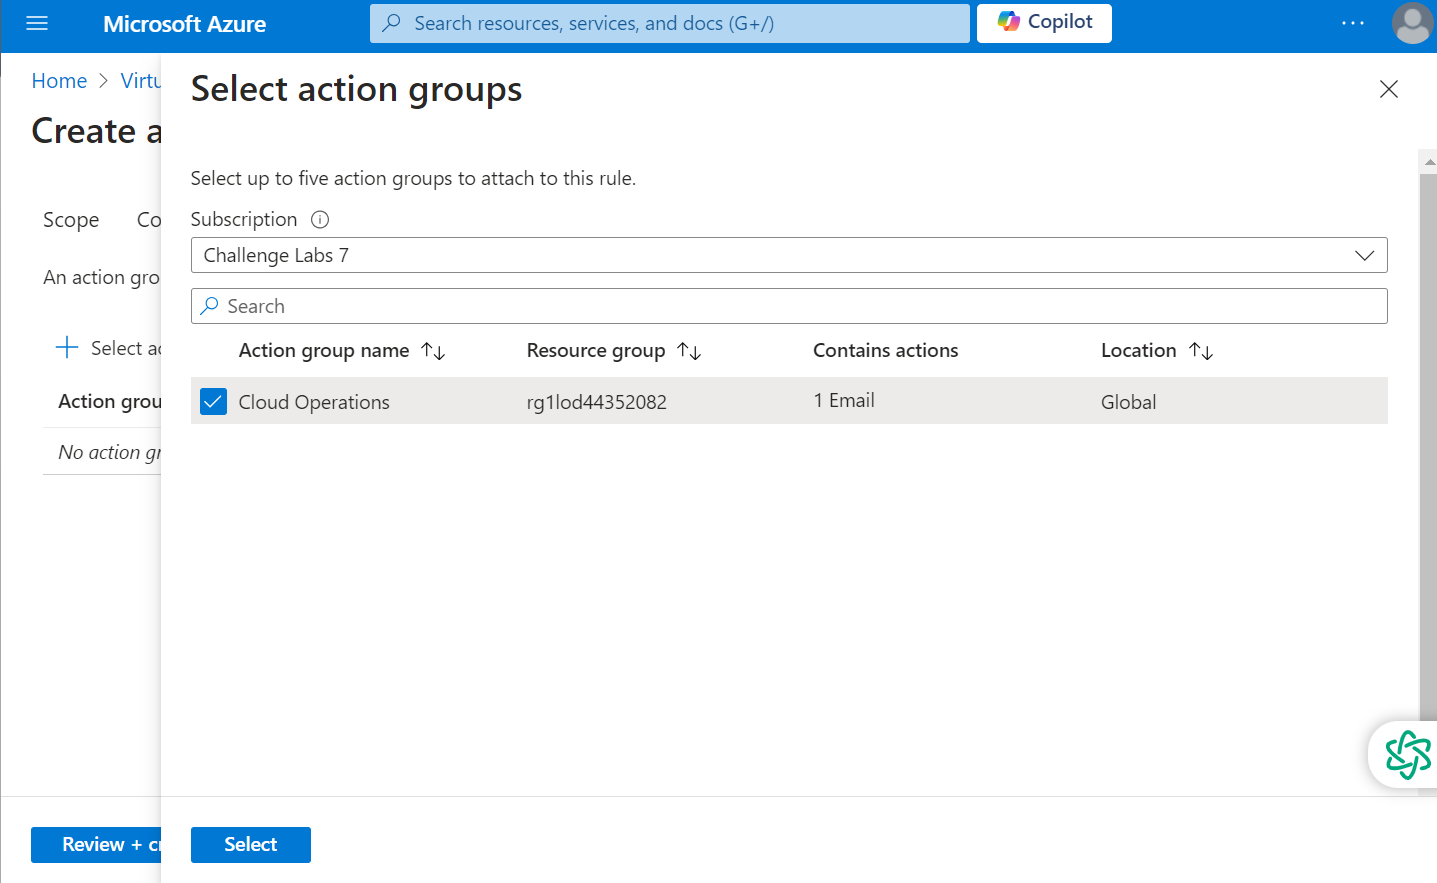 Microsoft Azure
Search resources, services, and docs (G+/)
Copilot
Home > Virtu
Create a
Scope
Co
An action gro
Select ac
Action grou
No action gr
Review + cr
Select action groups
Select up to five action groups to attach to this rule.
Subscription
Challenge Labs 7
Search
Action group name Resource group Contains actions Location
Cloud Operations rg1lod44352082 1 Email Global
Select